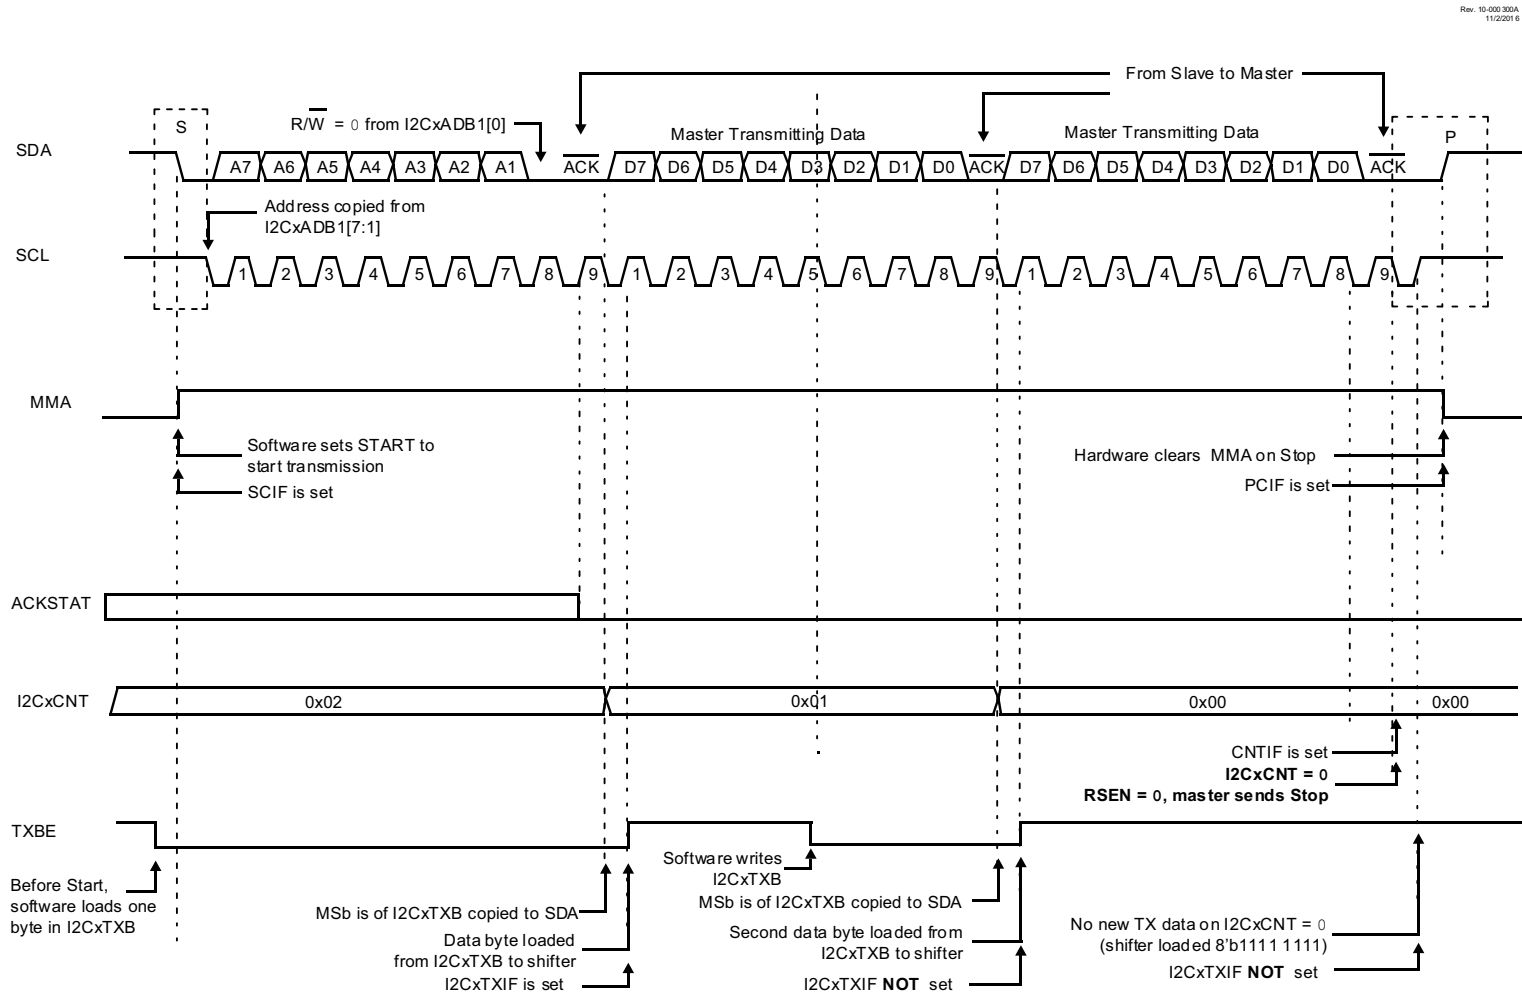 Rev. 10-000 300A
11/2/2016
From Slave to Master
S
R/W = 0 from I2CxADB1[0]
Master Transmitting Data
Master Transmitting Data
P
SDA
A7 A6 A5 A4 A3 A2 A1 ACK D7 D6 D5 D4 D3 D2 D1 D0 ACK D7 D6 D5 D4 D3 D2 D1 D0 ACK
Address copied from
I2CxADB1[7:1]
SCL
1 2 3 4 5 6 7 8 9 1 2 3 4 5 6 7 8 9 1 2 3 4 5 6 7 8 9
MMA
Software sets START to
start transmission
SCIF is set
Hardware clears MMA on Stop
PCIF is set
ACKSTAT
I2CxCNT
0x02
0x01
0x00
0x00
CNTIF is set
I2CxCNT = 0
RSEN = 0, master sends Stop
TXBE
Before Start,
software loads one
byte in I2CxTXB
MSb is of I2CxTXB copied to SDA
Data byte loaded
from I2CxTXB to shifter
I2CxTXIF is set
Software writes
I2CxTXB
MSb is of I2CxTXB copied to SDA
Second data byte loaded from
I2CxTXB to shifter
I2CxTXIF NOT set
No new TX data on I2CxCNT = 0
(shifter loaded 8'b1111 1111)
I2CxTXIF NOT set